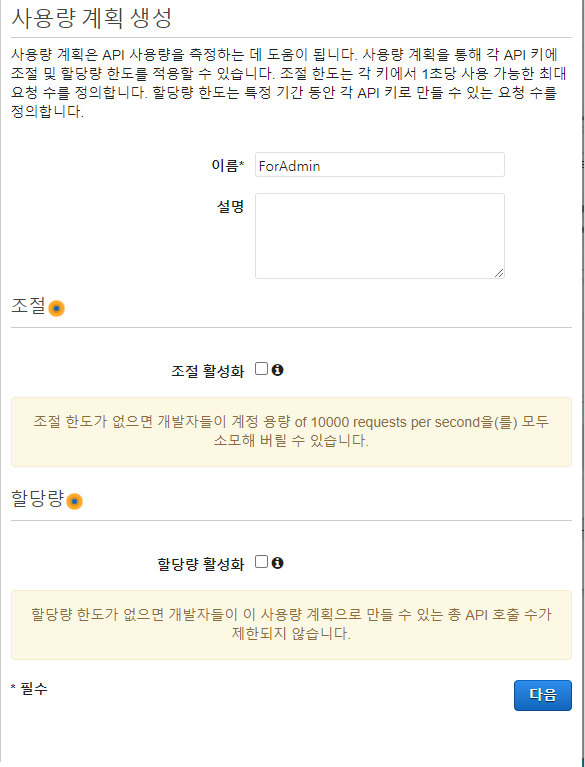 사용량 계획 생성
사용량 계획은 API 사용량을 측정하는 데 도움이 됩니다. 사용량 계획을 통해 각 API 키에
조절 및 할당량 한도를 적용할 수 있습니다. 조절 한도는 각 키에서 1초당 사용 가능한 최대
요청 수를 정의합니다. 할당량 한도는 특정 기간 동안 각 API 키로 만들 수 있는 요청 수를
정의합니다.
이름* ForAdmin
설명
조절
조절 활성화
조절 한도가 없으면 개발자들이 계정 용량 of 10000 requests per second을(를) 모두
소모해 버릴 수 있습니다.
할당량
할당량 활성화
할당량 한도가 없으면 개발자들이 이 사용량 계획으로 만들 수 있는 총 API 호출 수가
제한되지 않습니다.
* 필수
다음